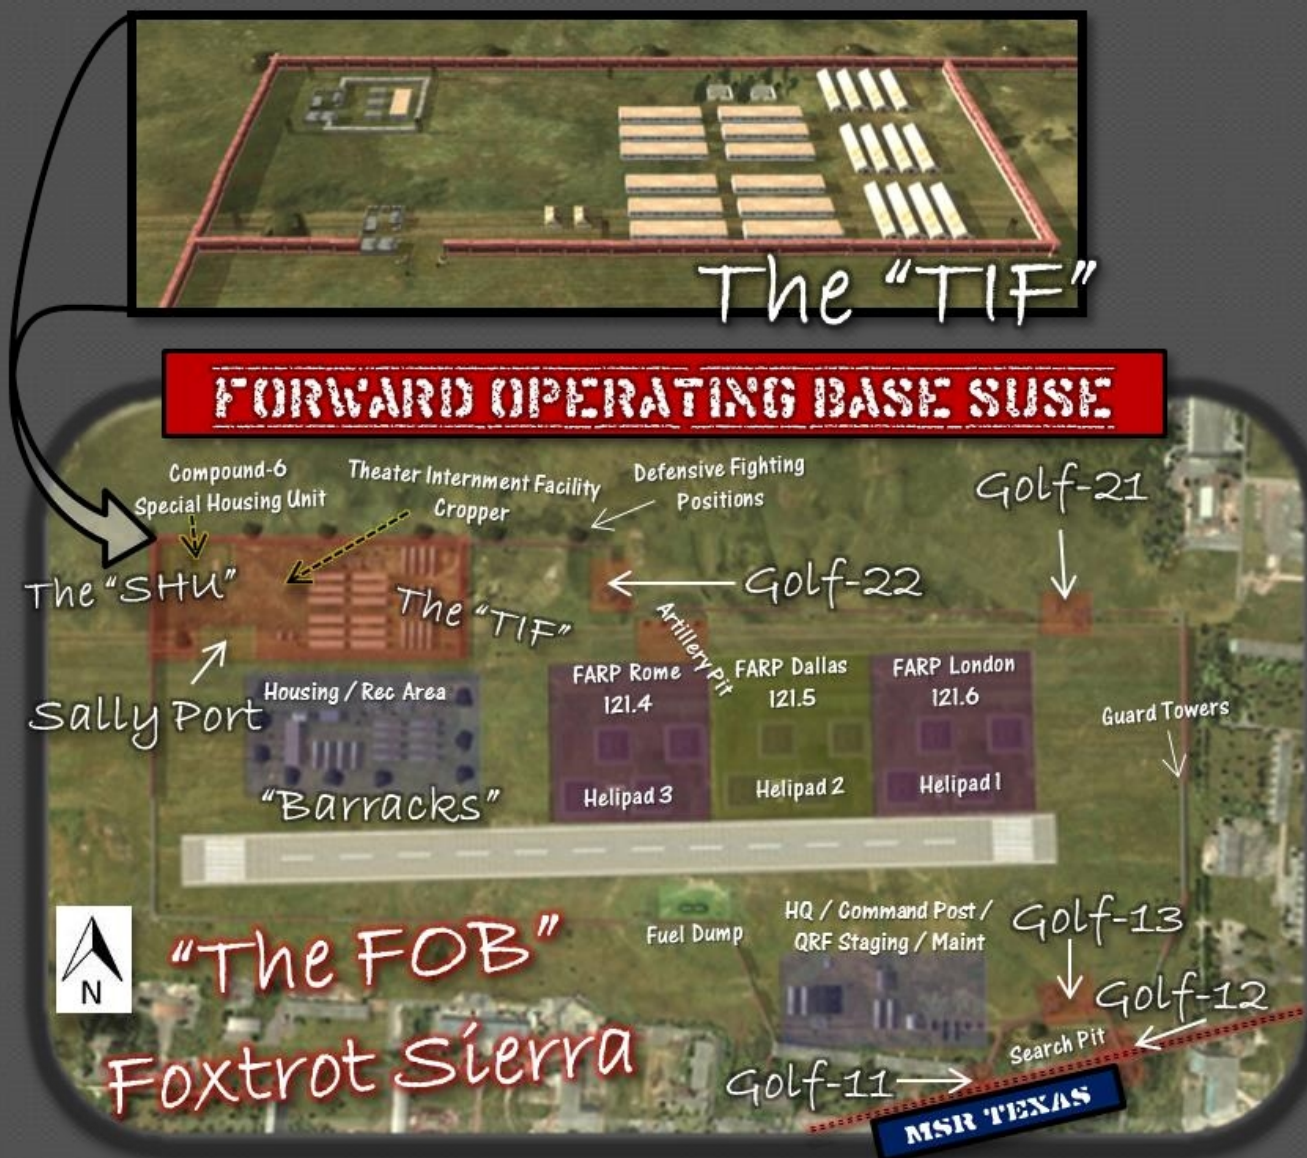 The "TIF"
FORWARD OPERATING BASE SUSE
Compound-6
Special Housing Unit
Theater Internment Facility
Cropper
Defensive Fighting
Positions
Golf-21
The "SHU"
The "TIF"
Golf-22
Artillery Pit
Sally Port
Housing / Rec Area
"Barracks"
FARP Rome
121.4
Helipad 3
FARP Dallas
121.5
Helipad 2
FARP London
121.6
Helipad 1
Guard Towers
N
"The FOB"
Foxtrot Sierra
Fuel Dump
HQ / Command Post /
QRF Staging / Maint
Golf-13
Golf-12
Search Pit
Golf-11
MSR TEXAS